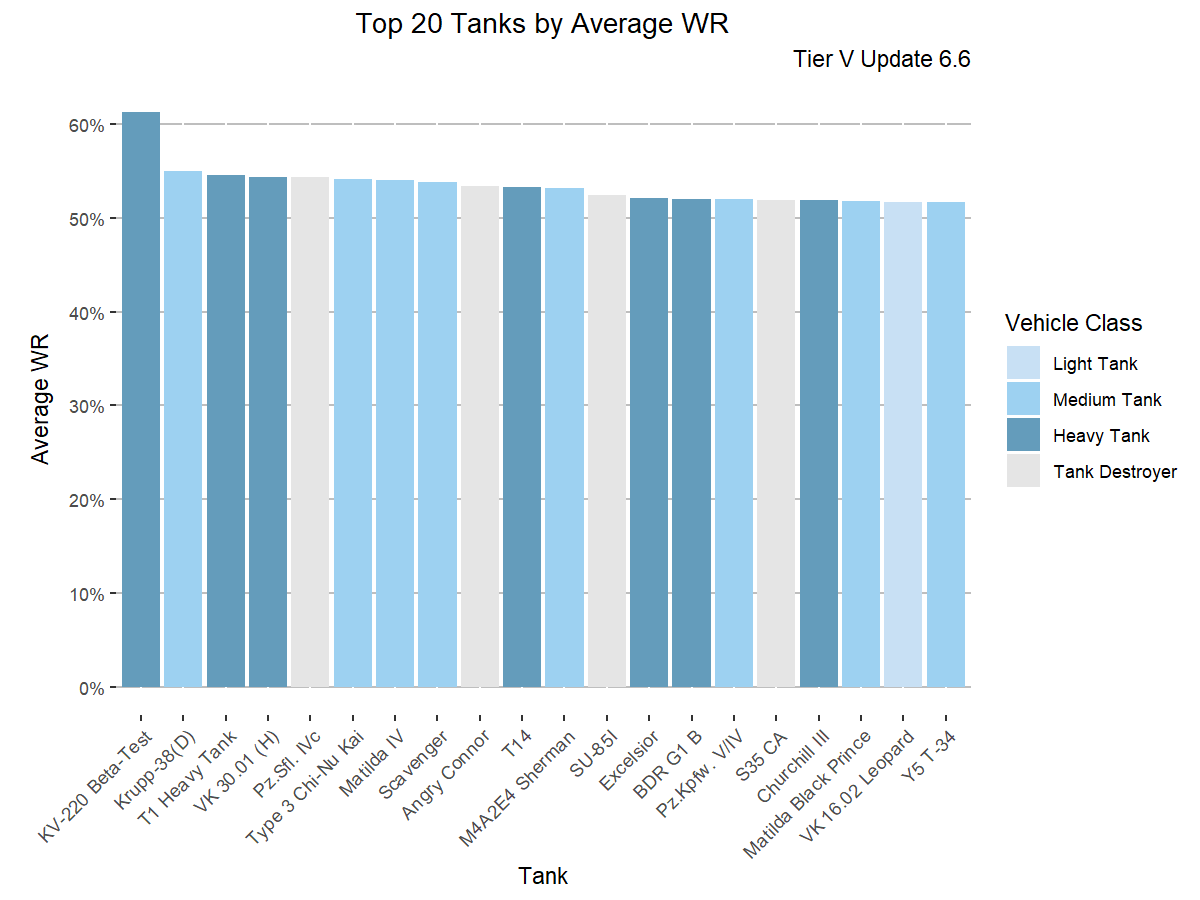 Top 20 Tanks by Average WR
Tier V Update 6.6
60%
50%
40%
30%
20%
10%
0%
Average WR
KV-220 Beta-Test
Krupp-38(D)
T1 Heavy Tank
VK 30.01 (H)
Pz.Sfl. IVc
Type 3 Chi-Nu Kai
Matilda IV
Scavenger
Angry Connor
T14
M4A2E4 Sherman
SU-85I
Excelsior
BDR G1 B
Pz.Kpfw. V/IV
S35 CA
Churchill III
Matilda Black Prince
VK 16.02 Leopard
Y5 T-34
Tank
Vehicle Class
Light Tank
Medium Tank
Heavy Tank
Tank Destroyer